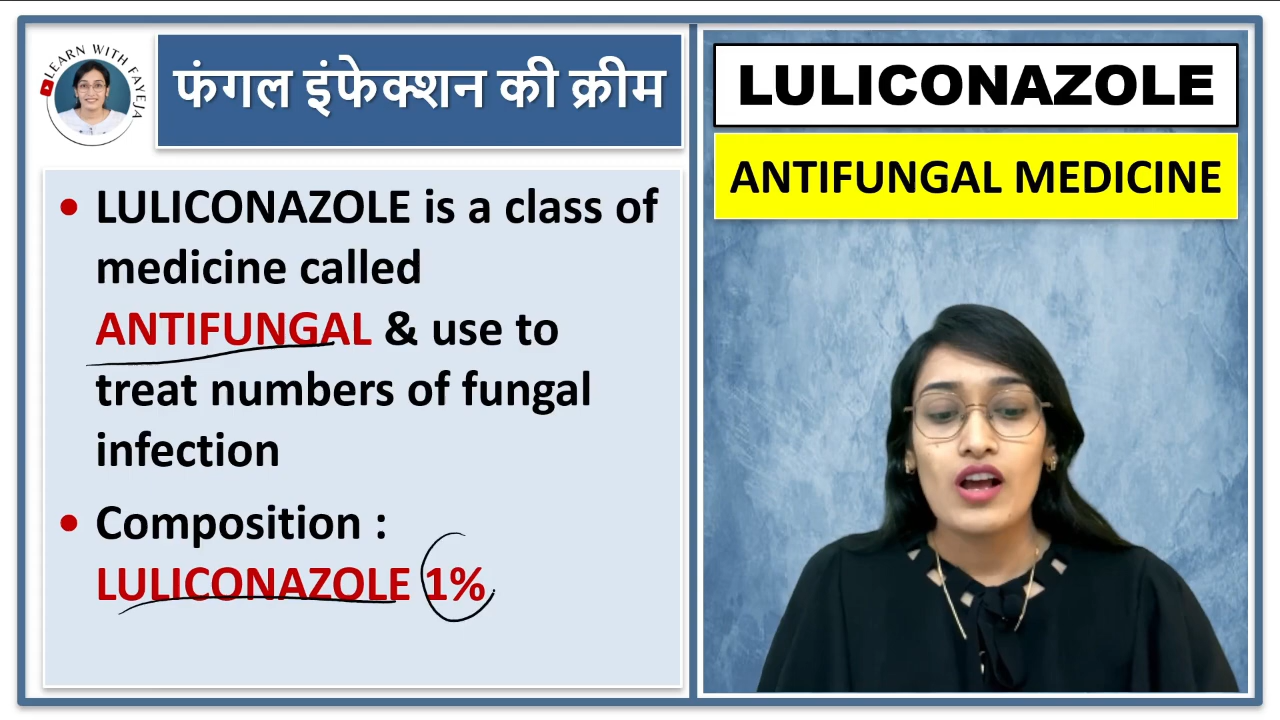 LEARN WITH FAYEJA
फंगल इंफेक्शन की क्रीम
LULICONAZOLE
ANTIFUNGAL MEDICINE
• LULICONAZOLE is a class of
medicine called
ANTIFUNGAL & use to
treat numbers of fungal
infection
• Composition :
LULICONAZOLE 1%